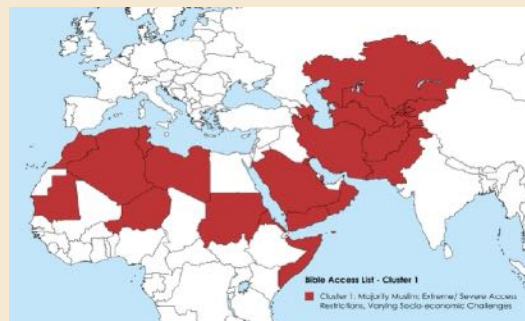 Bible Access List - Cluster 1
Cluster 1: Majority Muslim; Extreme/ Severe Access
Restrictions, Varying Socio-economic Challenges